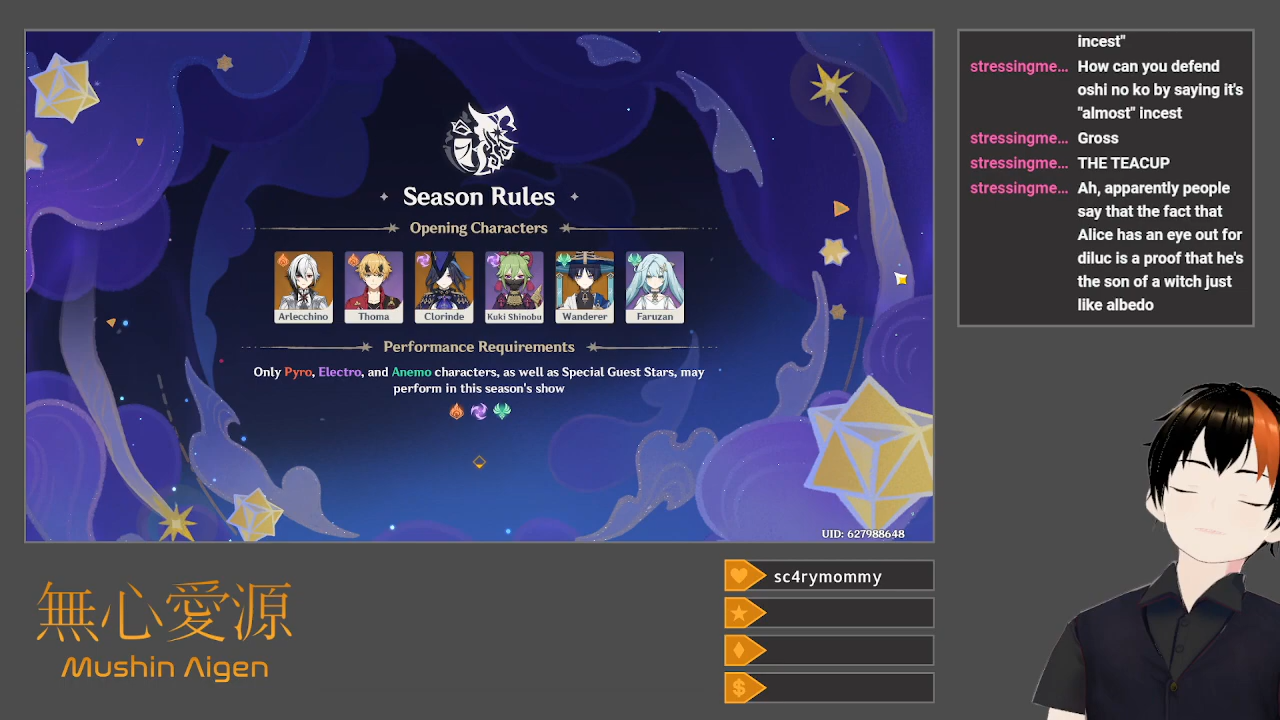 Season Rules
Opening Characters
Arlecchino
Thoma
Clorinde
Kuki Shinobu
Wanderer
Faruzan
Performance Requirements
Only Pyro, Electro, and Anemo characters, as well as Special Guest Stars, may
perform in this season's show
UID: 627988648
incest"
stressingme... How can you defend
oshi no ko by saying it's
"almost" incest
stressingme... Gross
stressingme... THE TEACUP
stressingme... Ah, apparently people
say that the fact that
Alice has an eye out for
diluc is a proof that he's
the son of a witch just
like albedo
無心愛源
Mushin Aigen
sc4rymommy